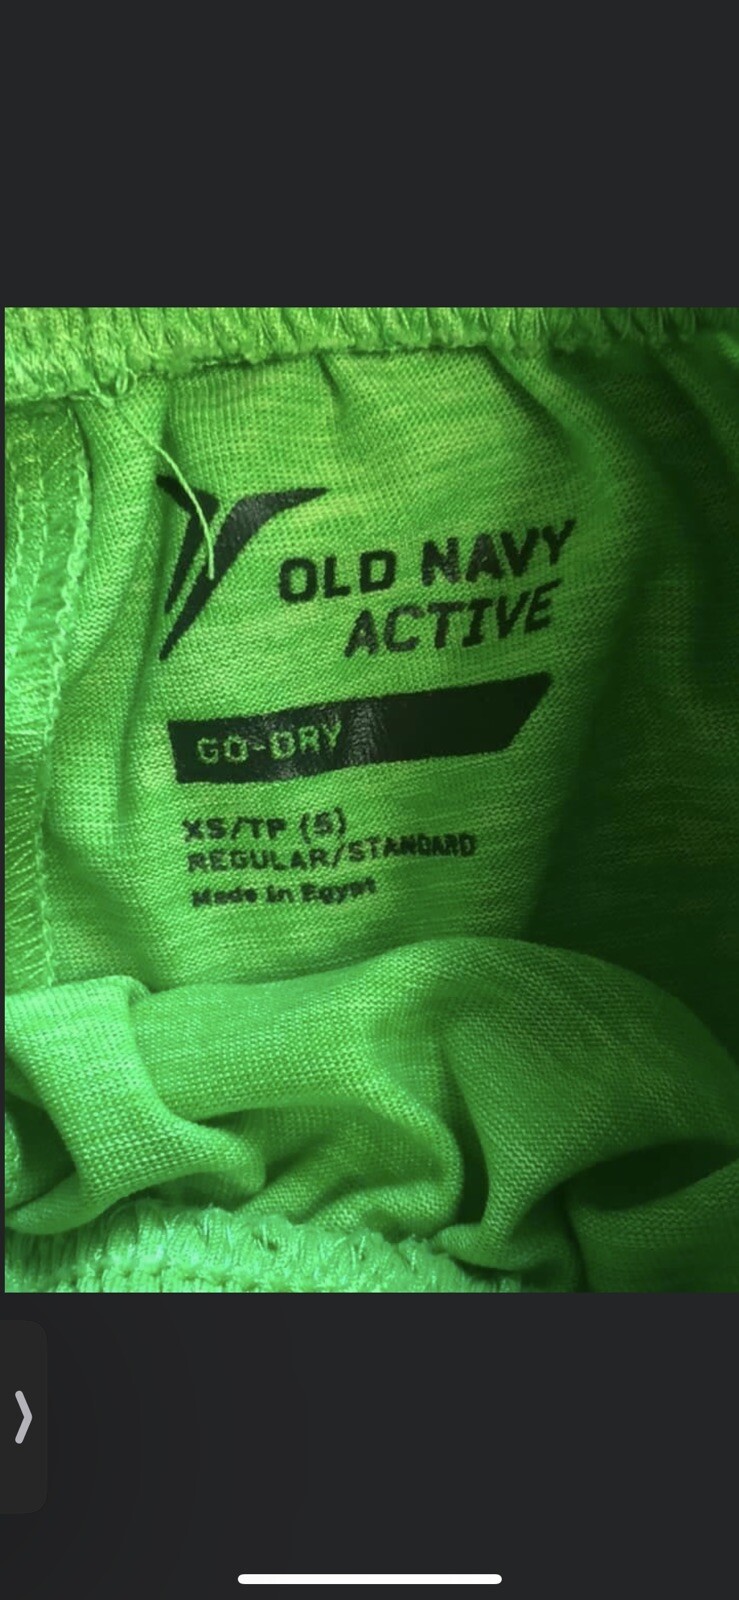 OLD NAVY
ACTIVE
GO-DRY
XS/TP (5)
REGULAR/STANDARD
Made in Egypt